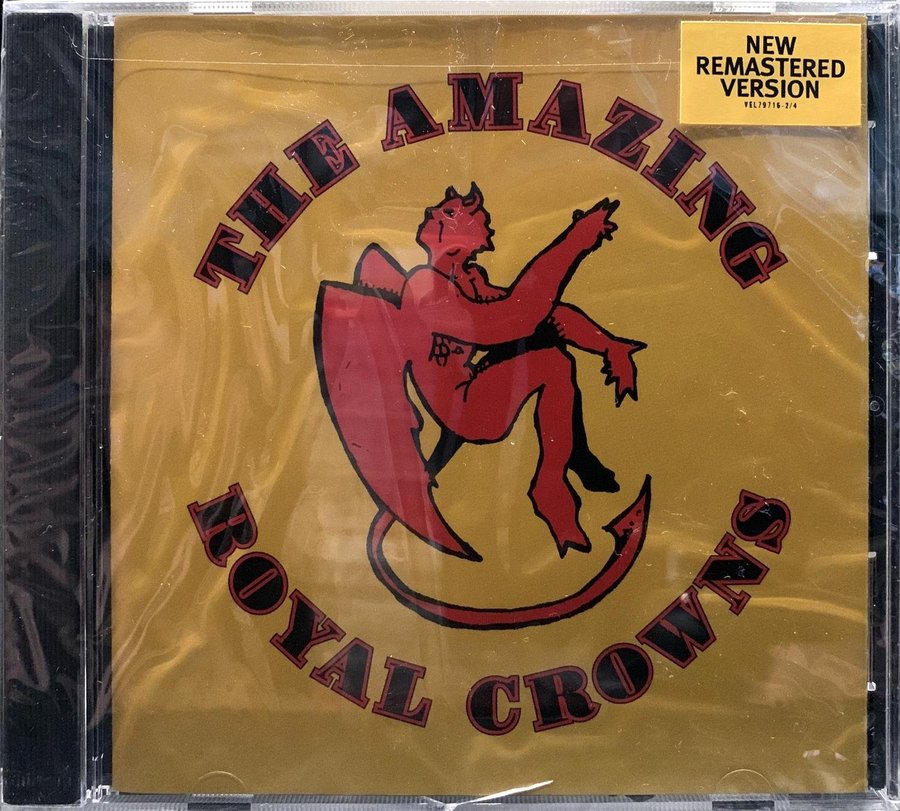 THE AMAZING
ROYAL CROWNS
NEW
REMASTERED
VERSION
VEL79716-2/4